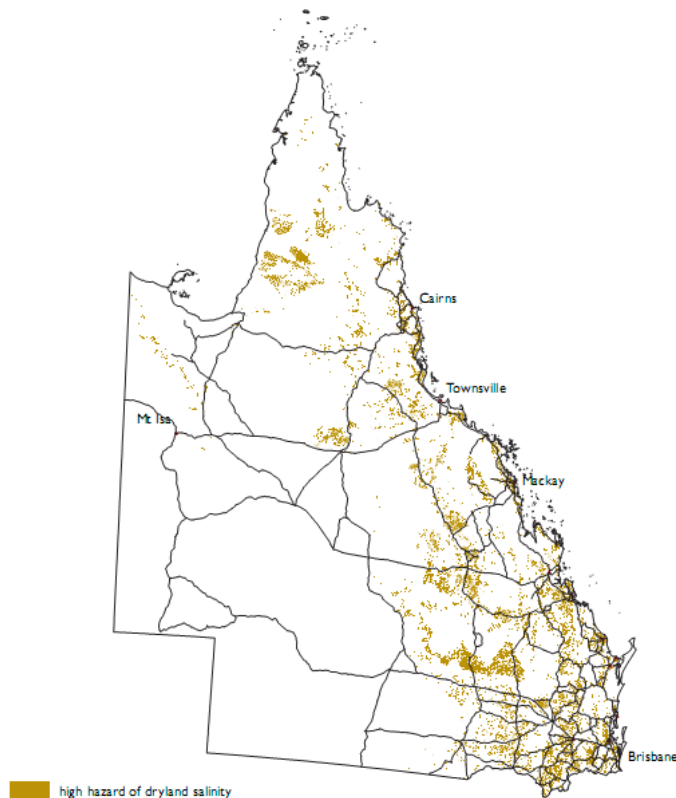 Cairns
Townsville
Mt Isa
Mackay
Brisbane
high hazard of dryland salinity